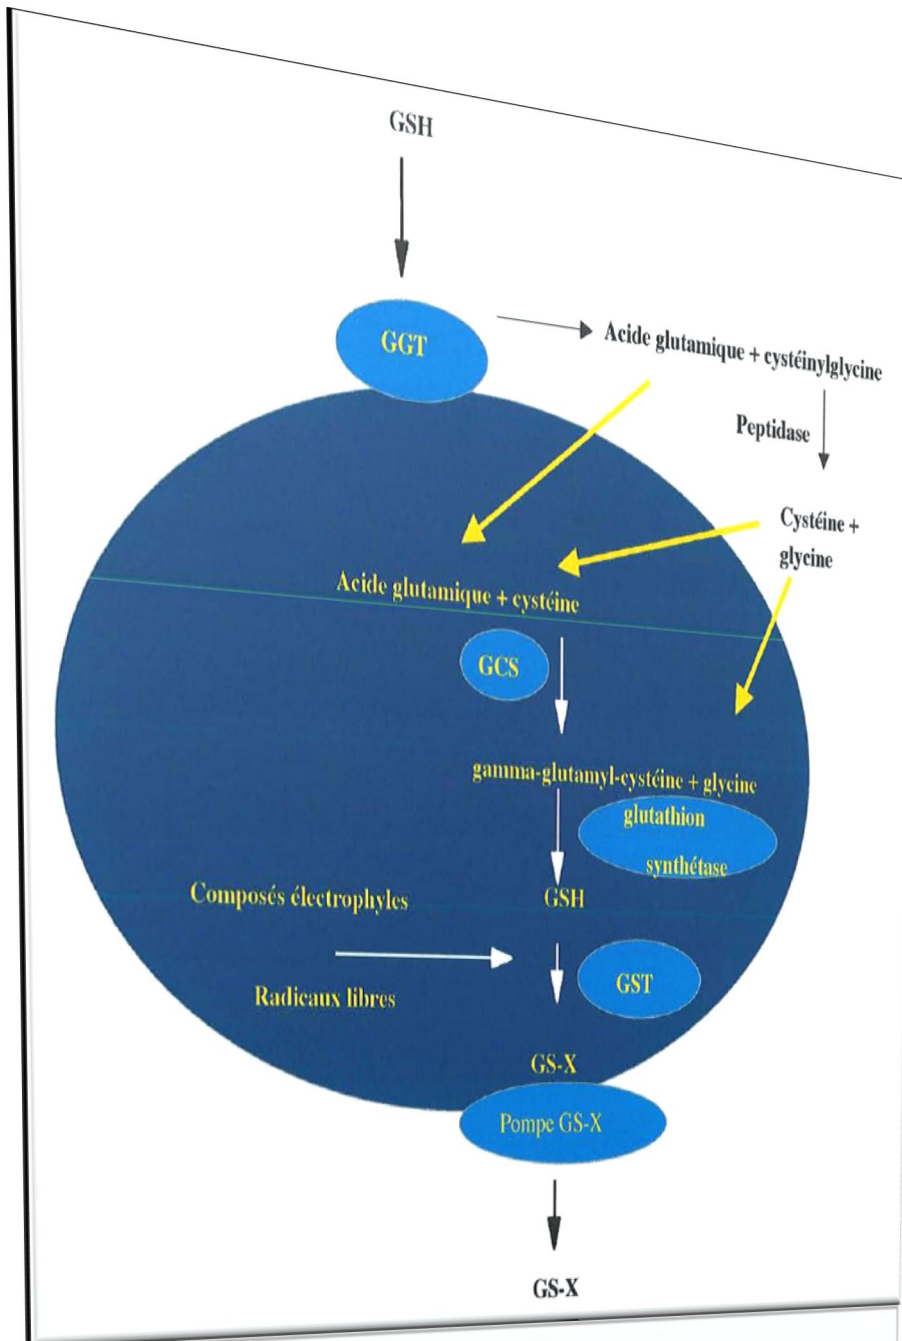 GSH
GGT
Acide glutamique + cystéinylglycine
Peptidase
Cystéine +
glycine
Acide glutamique + cystéine
GCS
gamma-glutamyl-cystéine + glycine
glutathion
synthétase
GSH
Composés électrophyles
Radicaux libres
GST
GS-X
Pompe GS-X
GS-X